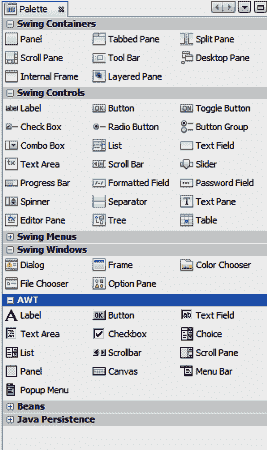 Palette
Swing Containers
Panel Tabbed Pane Split Pane
Scroll Pane Tool Bar Desktop Pane
Internal Frame Layered Pane
Swing Controls
label Label OK Button Toggle Button
Check Box Radio Button Button Group
Combo Box List Text Field
Text Area Scroll Bar Slider
Progress Bar Formatted Field Password Field
Spinner Separator Text Pane
Editor Pane Tree Table
Swing Menus
Swing Windows
Dialog Frame Color Chooser
File Chooser Option Pane
AWT
A Label OK Button Text Field
Text Area Checkbox Choice
List Scrollbar Scroll Pane
Panel Canvas Menu Bar
Popup Menu
Beans
Java Persistence